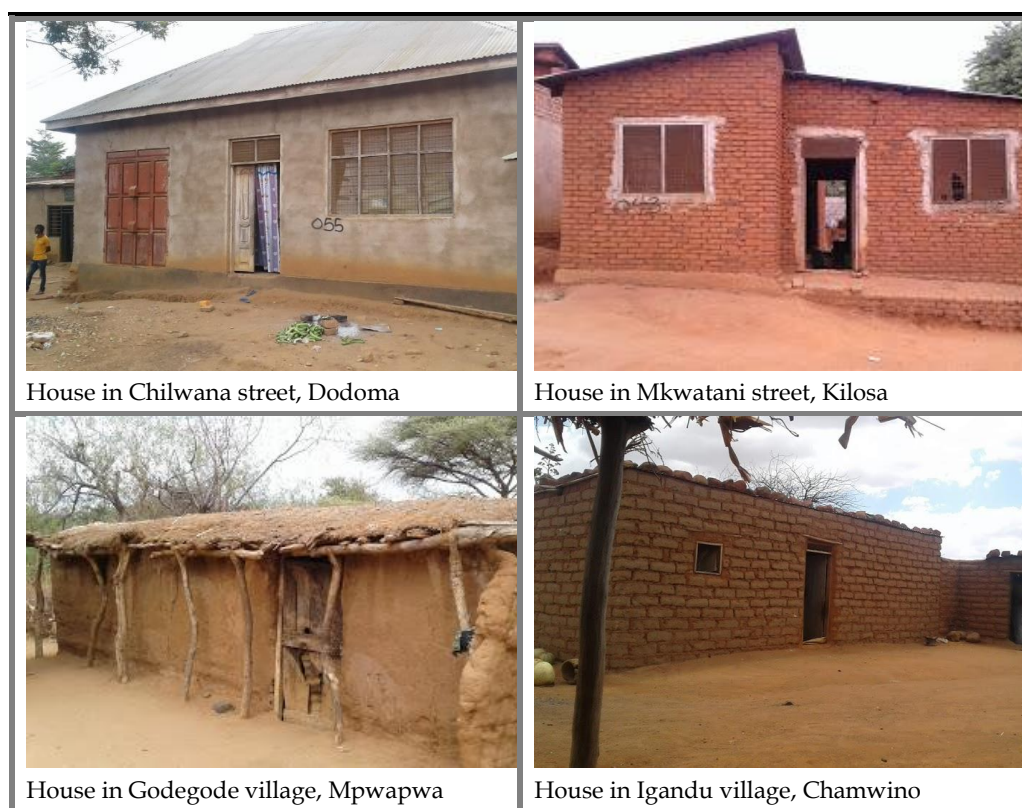 055
House in Chilwana street, Dodoma
House in Mkwatani street, Kilosa
House in Godegode village, Mpwapwa
House in Igandu village, Chamwino